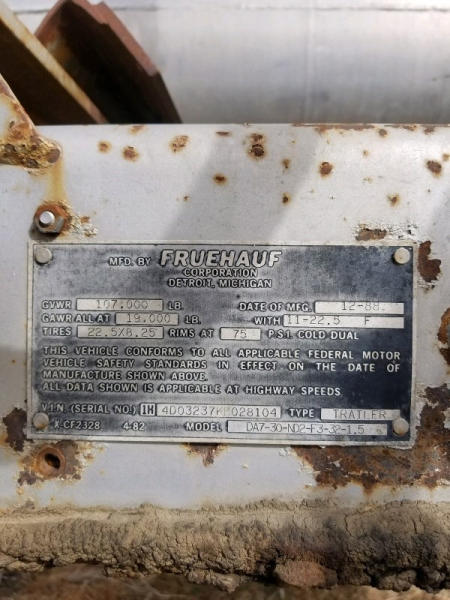 MFD. BY FRUEHAUF
CORPORATION
DETROIT, MICHIGAN
GVWR 107,000 LB. DATE OF MFG. 12-88.
GAWR ALL AT 19,000 LB. WITH 11-22.5 F
TIRES 22.5X8.25 RIMS AT 75 P.S.I. COLD DUAL
THIS VEHICLE CONFORMS TO ALL APPLICABLE FEDERAL MOTOR
VEHICLE SAFETY STANDARDS IN EFFECT ON THE DATE OF
MANUFACTURE SHOWN ABOVE.
ALL DATA SHOWN IS APPLICABLE AT HIGHWAY SPEEDS.
V.I.N. (SERIAL NO.) 1H TYPE TRAILER
X-CF2328 4-82 MODEL DA7-30-ND2-F3-32-1.5